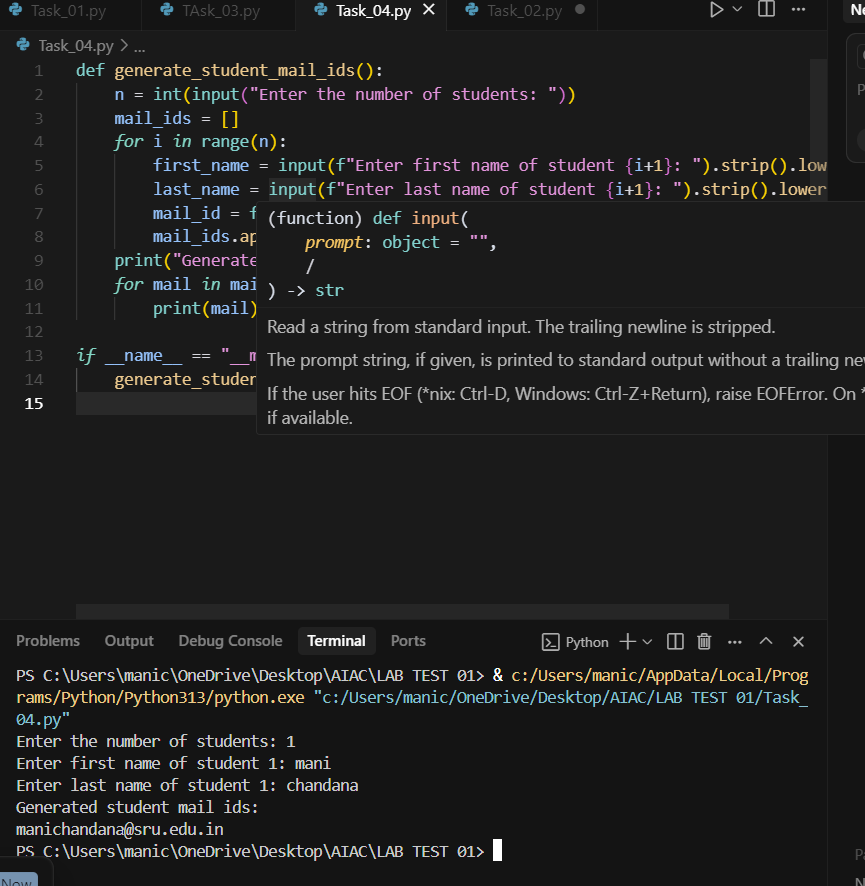 Task_01.py TAsk_03.py Task_04.py Task_02.py
Task_04.py > ...
1 def generate_student_mail_ids():
2 n = int(input("Enter the number of students: "))
3 mail_ids = []
4 for i in range(n):
5 first_name = input(f"Enter first name of student {i+1}: ").strip().low
6 last_name = input(f"Enter last name of student {i+1}: ").strip().lower
7 mail_id = f
8 mail_ids.ap
9 print("Generate
10 for mail in mai
11 print(mail)
12
13 if __name__ == "__m
14 generate_studen
15
(function) def input(
prompt: object = "",
/
) -> str
Read a string from standard input. The trailing newline is stripped.
The prompt string, if given, is printed to standard output without a trailing ne
If the user hits EOF (*nix: Ctrl-D, Windows: Ctrl-Z+Return), raise EOFError. On *
if available.
Problems Output Debug Console Terminal Ports Python
PS C:\Users\manic\OneDrive\Desktop\AIAC\LAB TEST 01> & c:/Users/manic/AppData/Local/Prog
rams/Python/Python313/python.exe "c:/Users/manic/OneDrive/Desktop/AIAC/LAB TEST 01/Task_
04.py"
Enter the number of students: 1
Enter first name of student 1: mani
Enter last name of student 1: chandana
Generated student mail ids:
manichandana@sru.edu.in
PS C:\Users\manic\OneDrive\Desktop\AIAC\LAB TEST 01>
Now